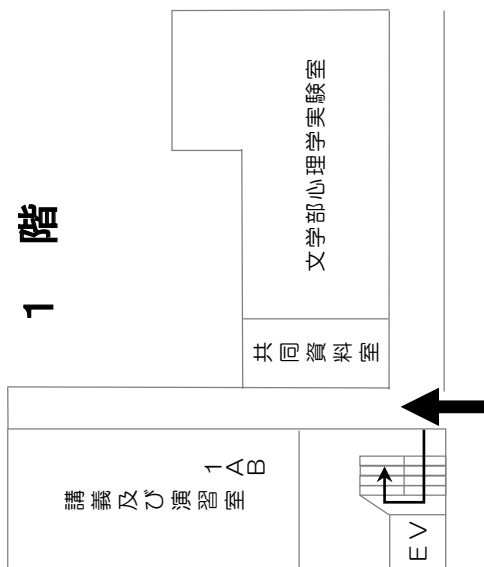 1 階
文学部心理学実験室
共同資料室
講義及び演習室
1AB
EV